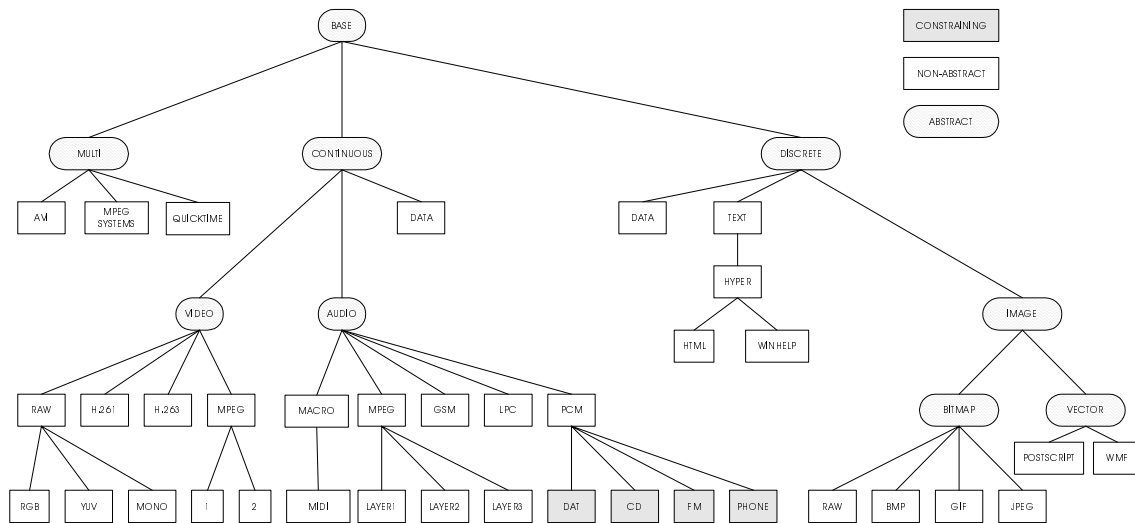 BASE
CONSTRAINING
NON-ABSTRACT
ABSTRACT
MULTI
CONTINUOUS
DISCRETE
AVI
MPEG
SYSTEMS
QUICKTIME
DATA
DATA
TEXT
HYPER
HTML
WINHELP
VIDEO
AUDIO
IMAGE
RAW
H.261
H.263
MPEG
MACRO
MPEG
GSM
LPC
PCM
BITMAP
VECTOR
POSTSCRIPT
WMF
RGB
YUV
MONO
1
2
MIDI
LAYER1
LAYER2
LAYER3
DAT
CD
FM
PHONE
RAW
BMP
GIF
JPEG